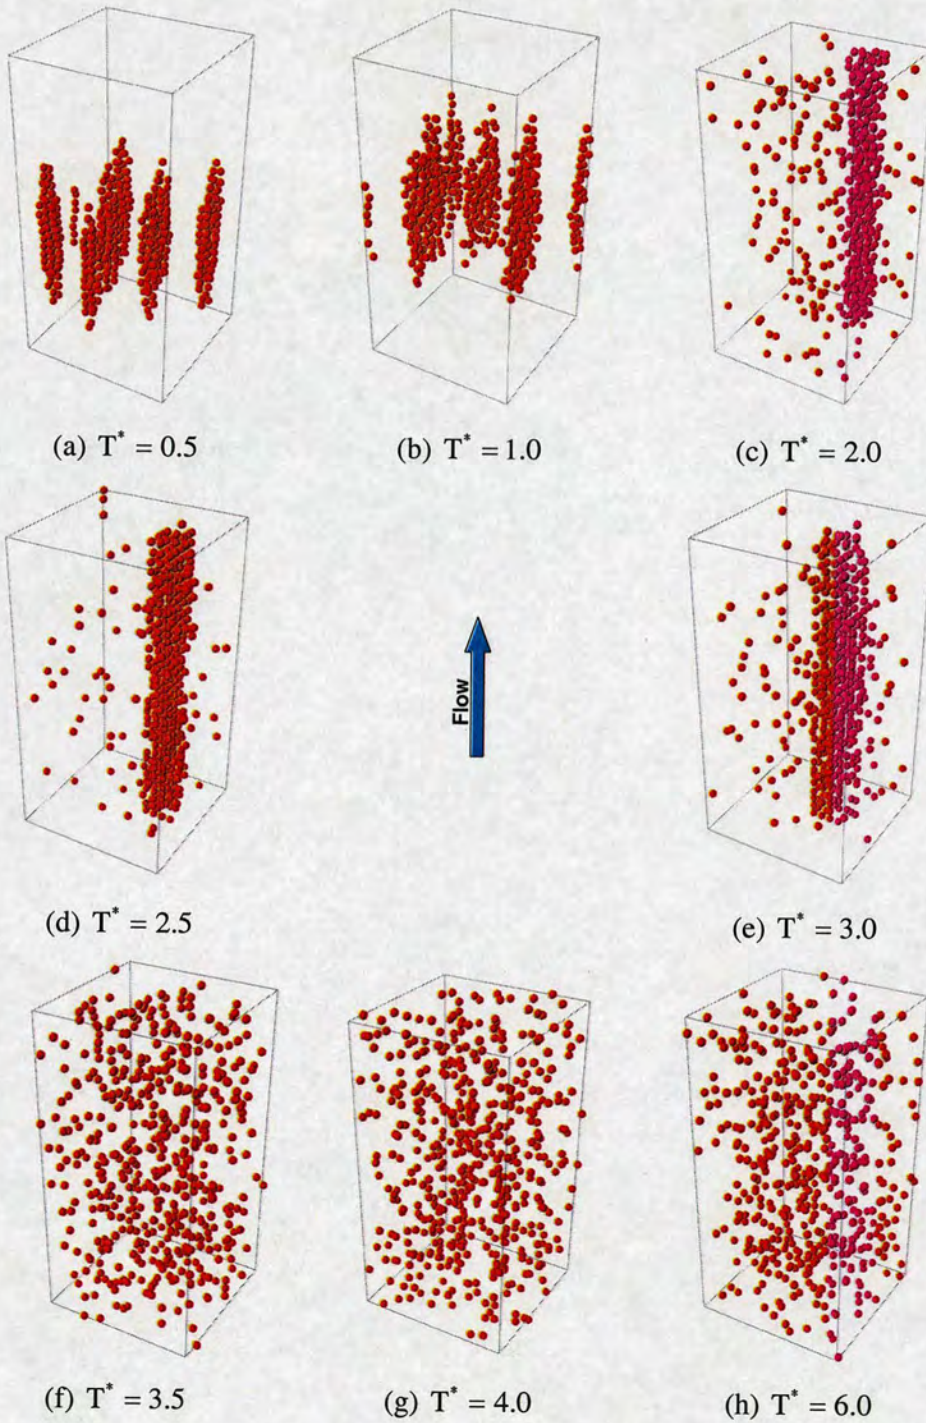 (a) T* = 0.5
(b) T* = 1.0
(c) T* = 2.0
Flow
(d) T* = 2.5
(e) T* = 3.0
(f) T* = 3.5
(g) T* = 4.0
(h) T* = 6.0